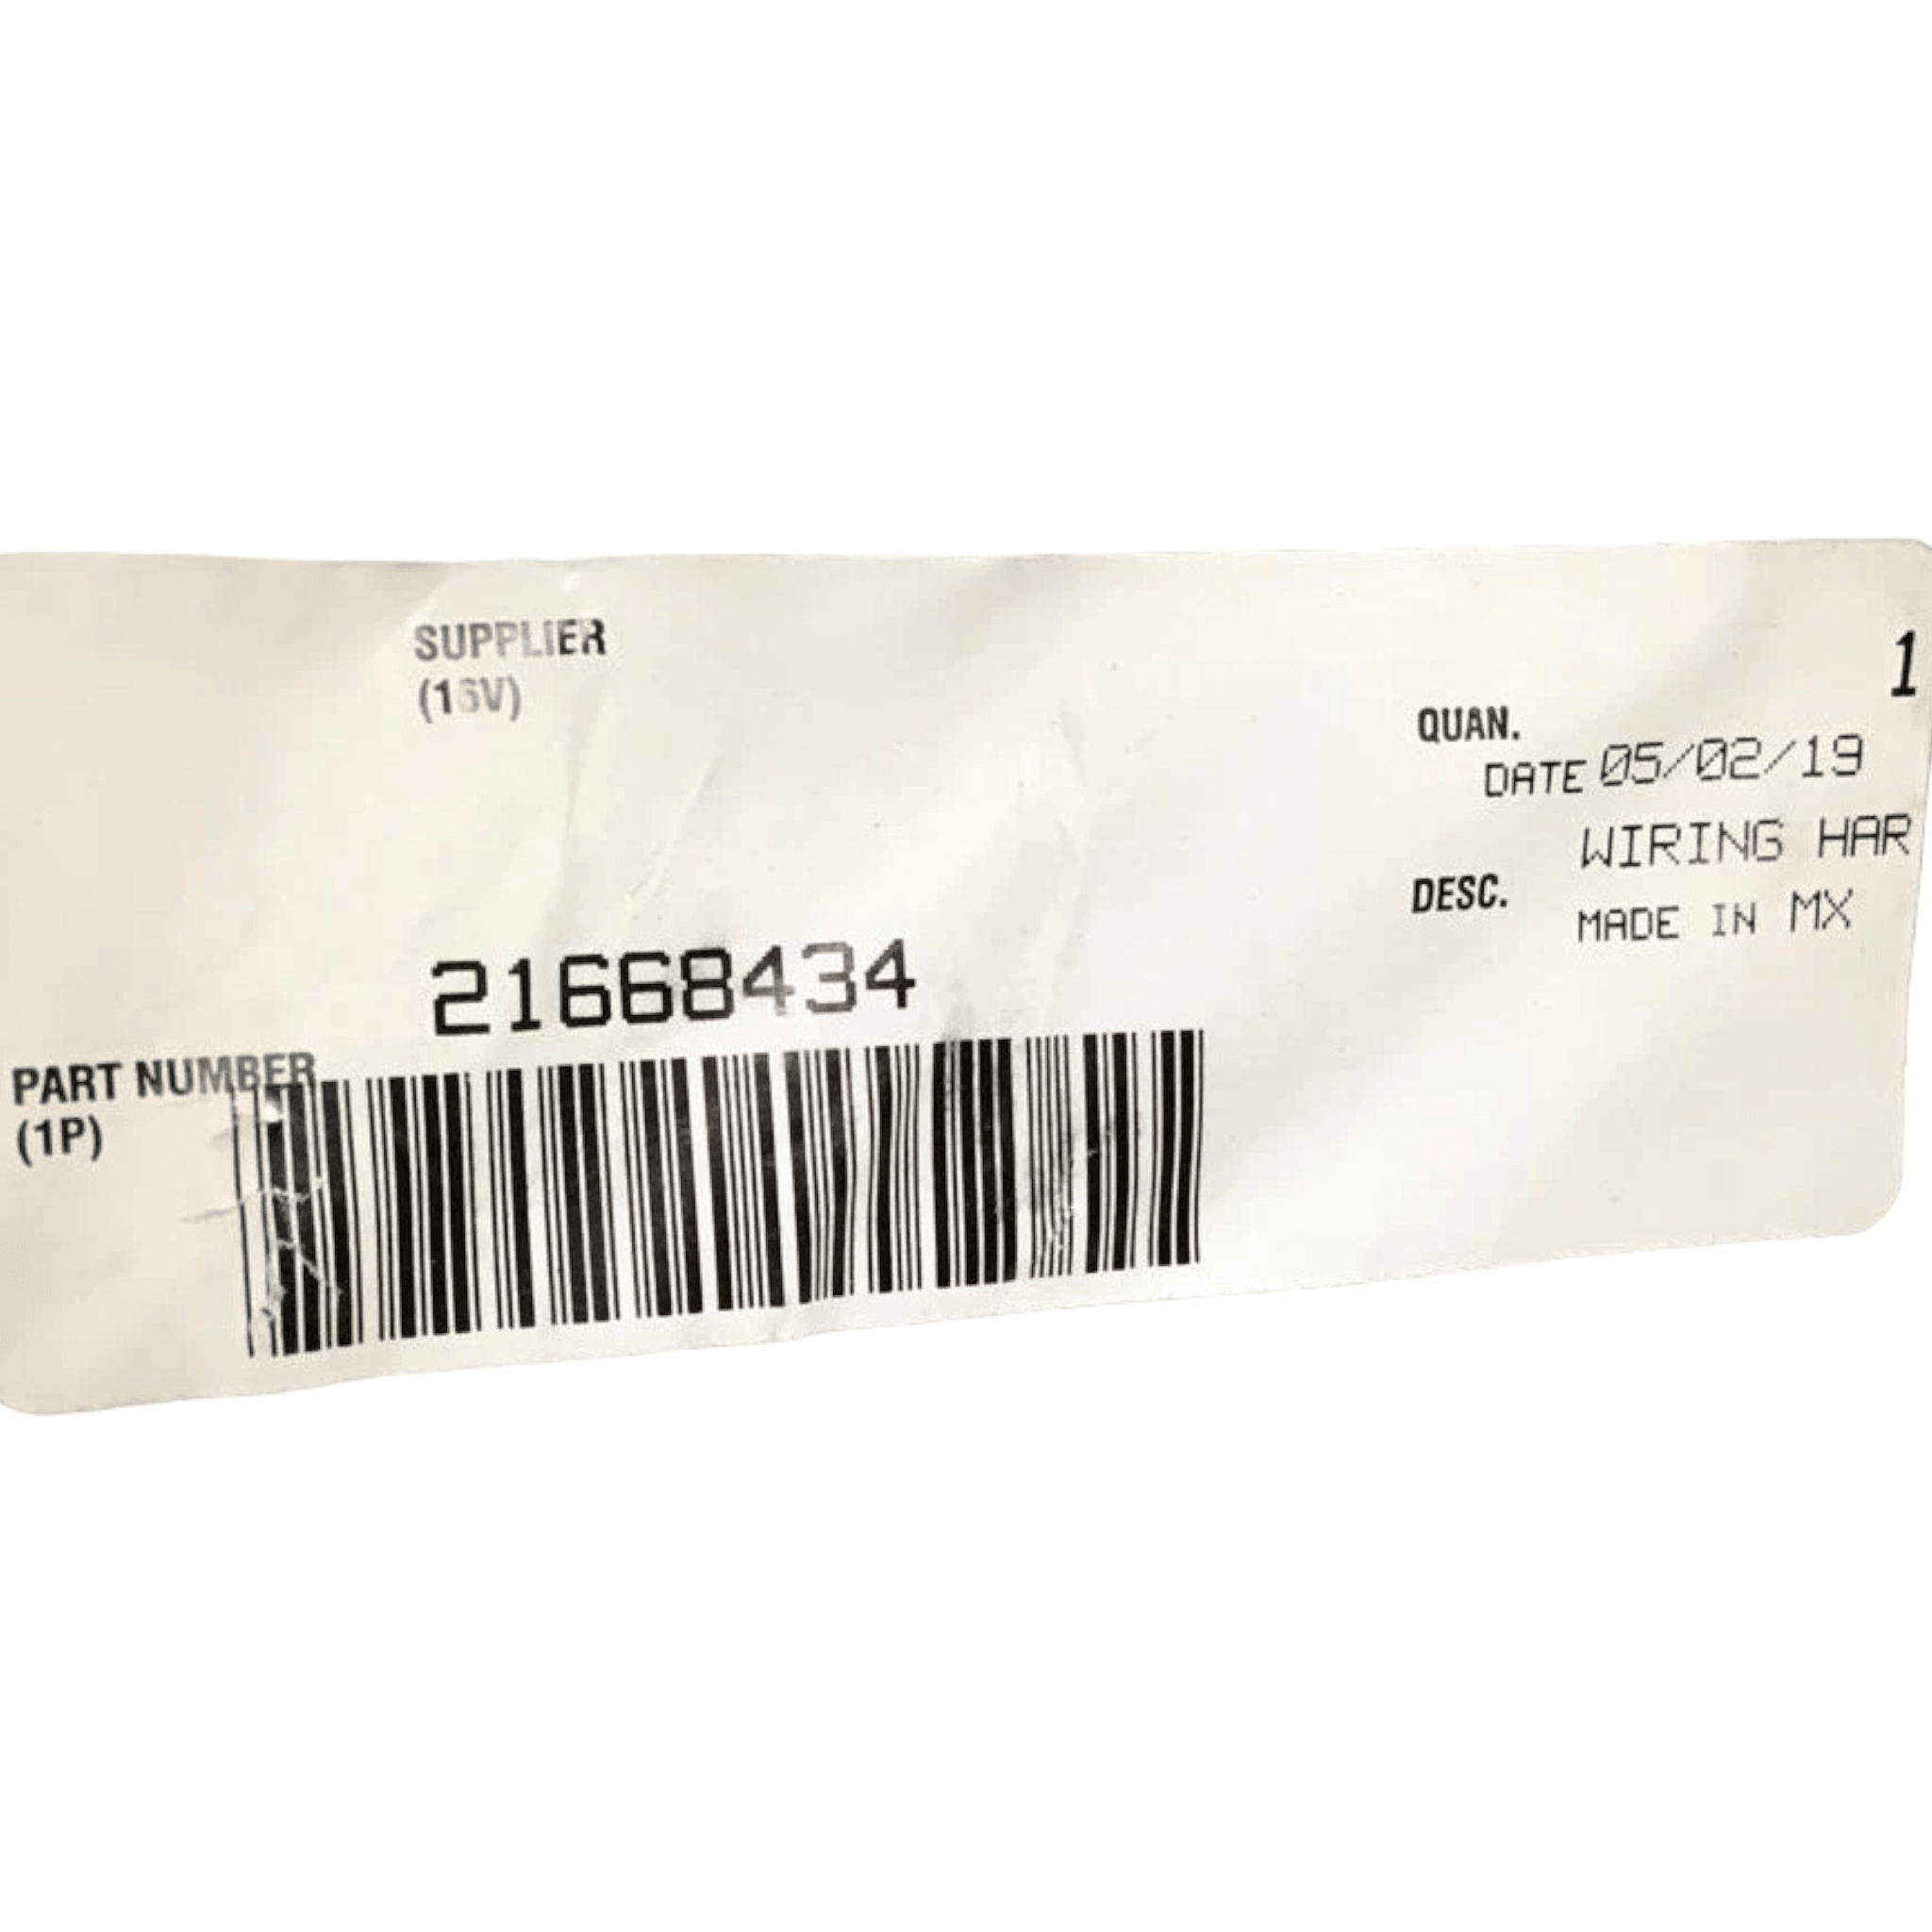 SUPPLIER
(16V)
1
QUAN.
DATE 05/02/19
WIRING HAR
DESC.
MADE IN MX
21668434
PART NUMBER
(1P)